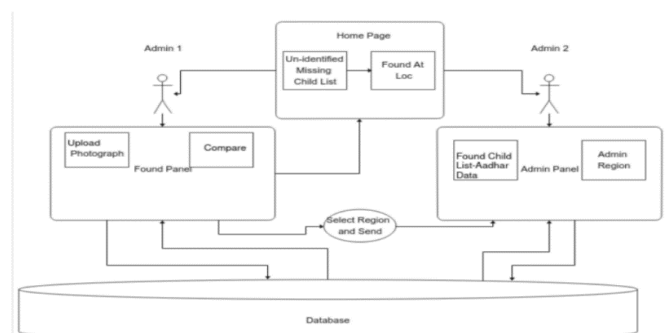 Home Page
Admin 1
Admin 2
Un-identified
Missing
Child List
Found At
Loc
Upload
Photograph
Compare
Found Panel
Found Child
List-Aadhar
Data
Admin Panel
Admin
Region
Select Region
and Send
Database